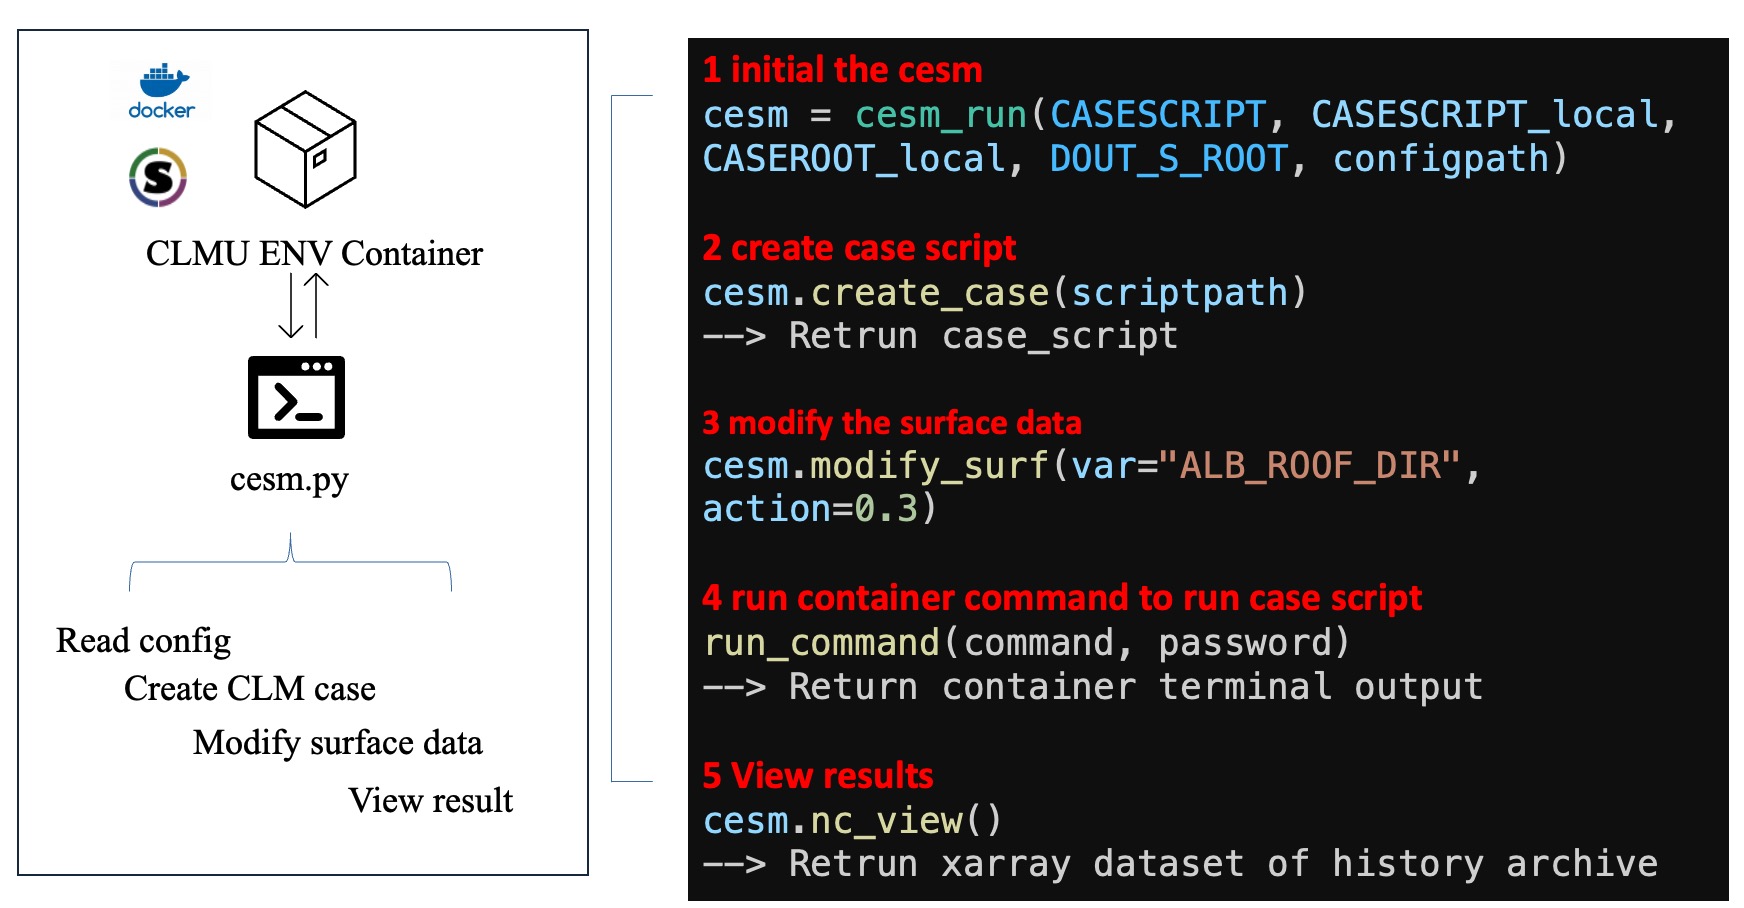 docker
S
CLMU ENV Container
cesm.py
Read config
Create CLM case
Modify surface data
View result
1 initial the cesm
cesm = cesm_run(CASESCRIPT, CASESCRIPT_local,
CASEROOT_local, DOUT_S_ROOT, configpath)
2 create case script
cesm.create_case(scriptpath)
––> Retrun case_script
3 modify the surface data
cesm.modify_surf(var="ALB_ROOF_DIR",
action=0.3)
4 run container command to run case script
run_command(command, password)
––> Return container terminal output
5 View results
cesm.nc_view()
––> Retrun xarray dataset of history archive